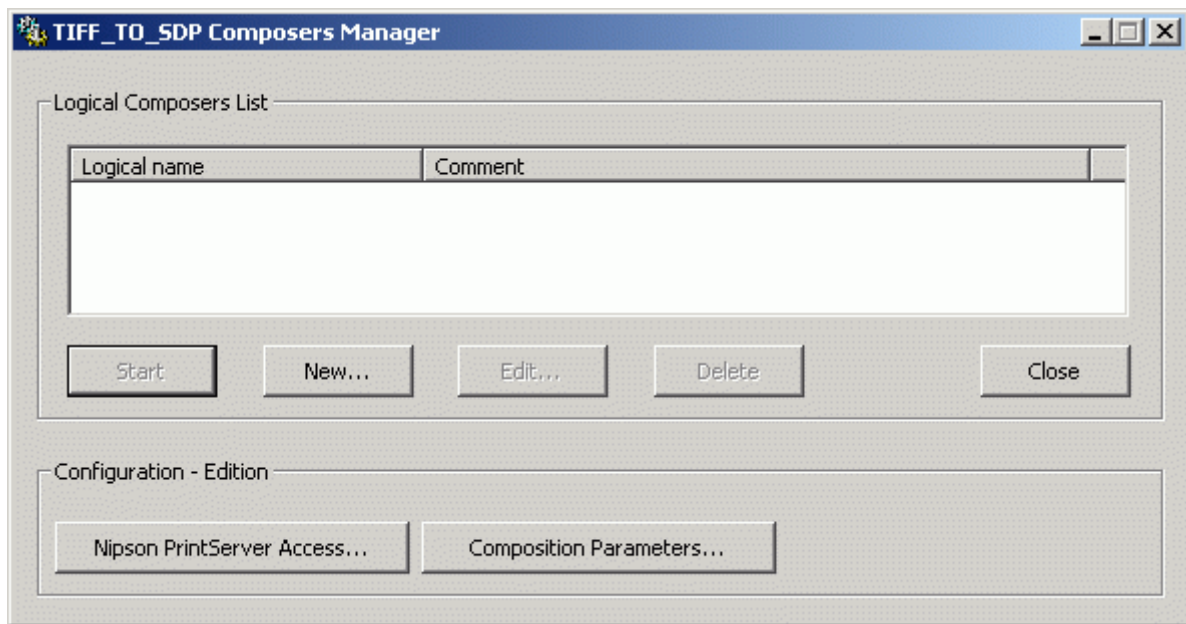 TIFF_TO_SDP Composers Manager
Logical Composers List
Logical name Comment
Start New... Edit... Delete Close
Configuration - Edition
Nipson PrintServer Access... Composition Parameters...